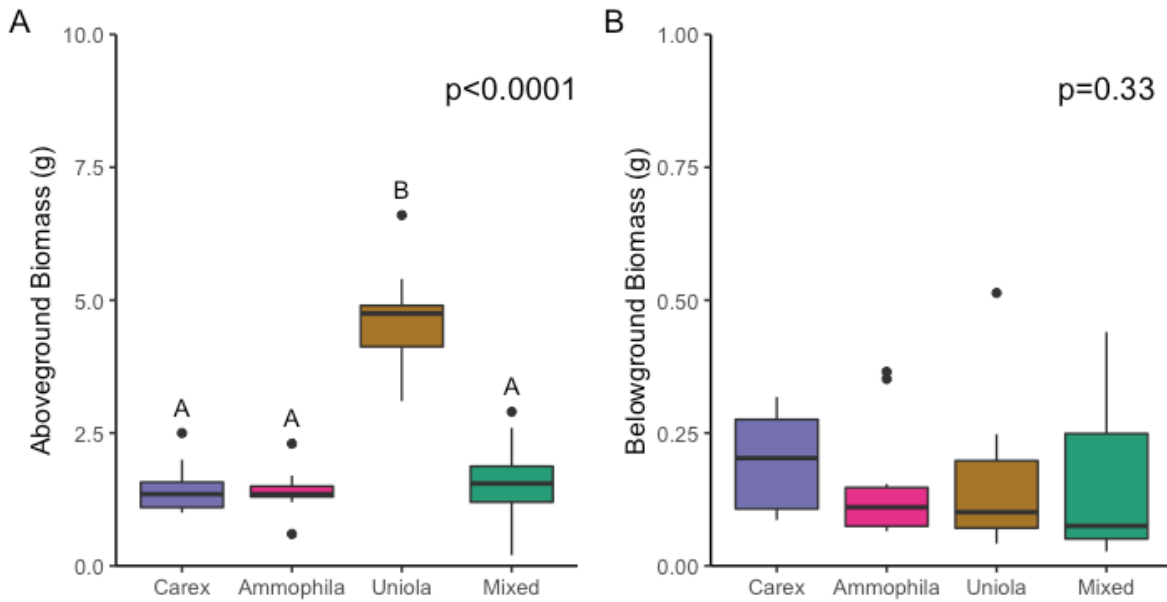 A
Aboveground Biomass (g)
10.0
7.5
5.0
2.5
0.0
p<0.0001
A
A
B
A
Carex
Ammophila
Uniola
Mixed
B
Belowground Biomass (g)
1.00
0.75
0.50
0.25
0.00
p=0.33
Carex
Ammophila
Uniola
Mixed